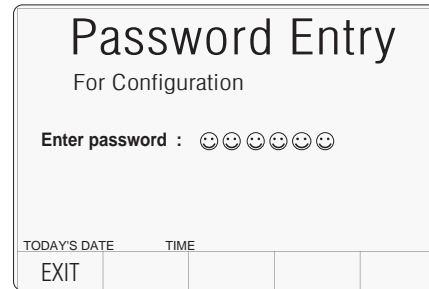 Password Entry
For Configuration
Enter password : ☺☺☺☺☺☺
TODAY'S DATE TIME
EXIT